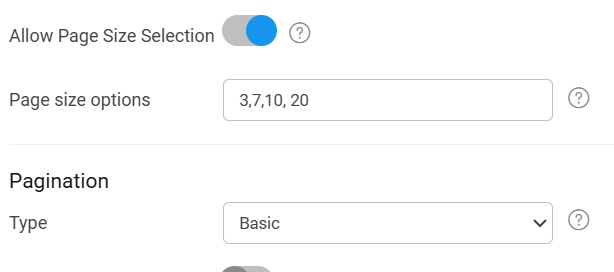 Allow Page Size Selection ?
Page size options 3,7,10, 20 ?
Pagination
Type Basic ?